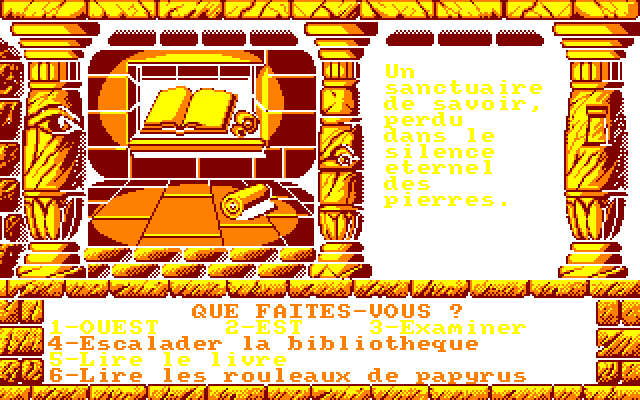 Un
sanctuaire
de savoir,
perdu
dans le
silence
eternel
des
pierres.
QUE FAITES-VOUS ?
1-OUEST 2-EST 3-Examiner
4-Escalader la bibliotheque
5-Lire le livre
6-Lire les rouleaux de papyrus